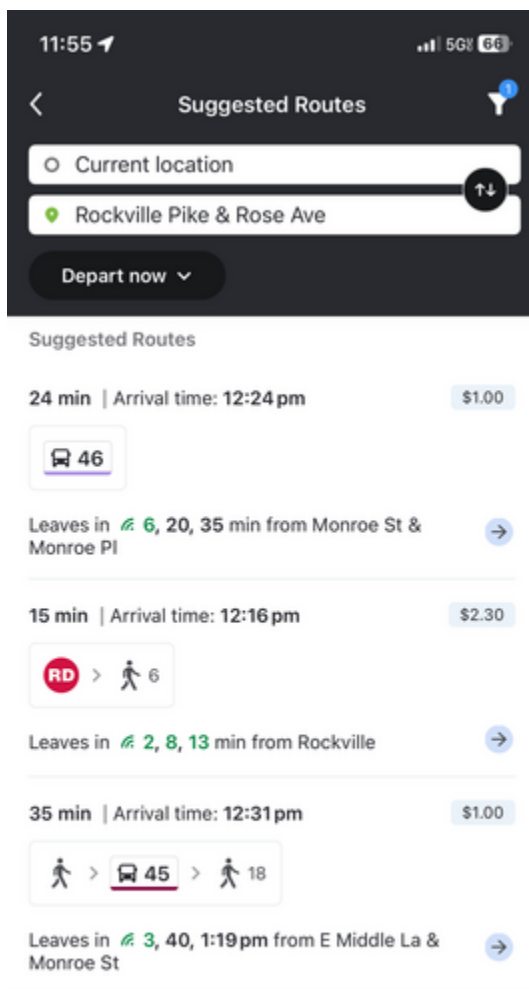 11:55
5G 66
Suggested Routes
1
Current location
Rockville Pike & Rose Ave
Depart now
Suggested Routes
24 min | Arrival time: 12:24 pm $1.00
46
Leaves in 6, 20, 35 min from Monroe St &
Monroe Pl
15 min | Arrival time: 12:16 pm $2.30
RD > 6
Leaves in 2, 8, 13 min from Rockville
35 min | Arrival time: 12:31 pm $1.00
> 45 > 18
Leaves in 3, 40, 1:19 pm from E Middle La &
Monroe St